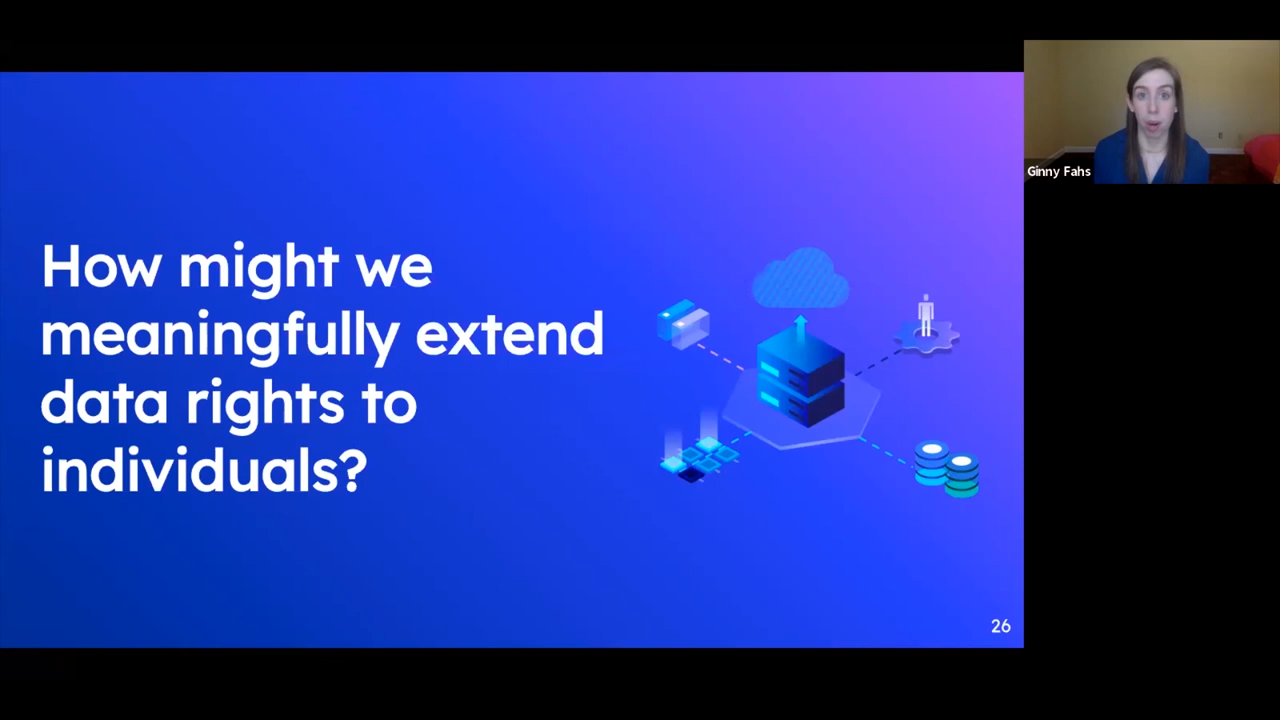 How might we
meaningfully extend
data rights to
individuals?
26
Ginny Fahs